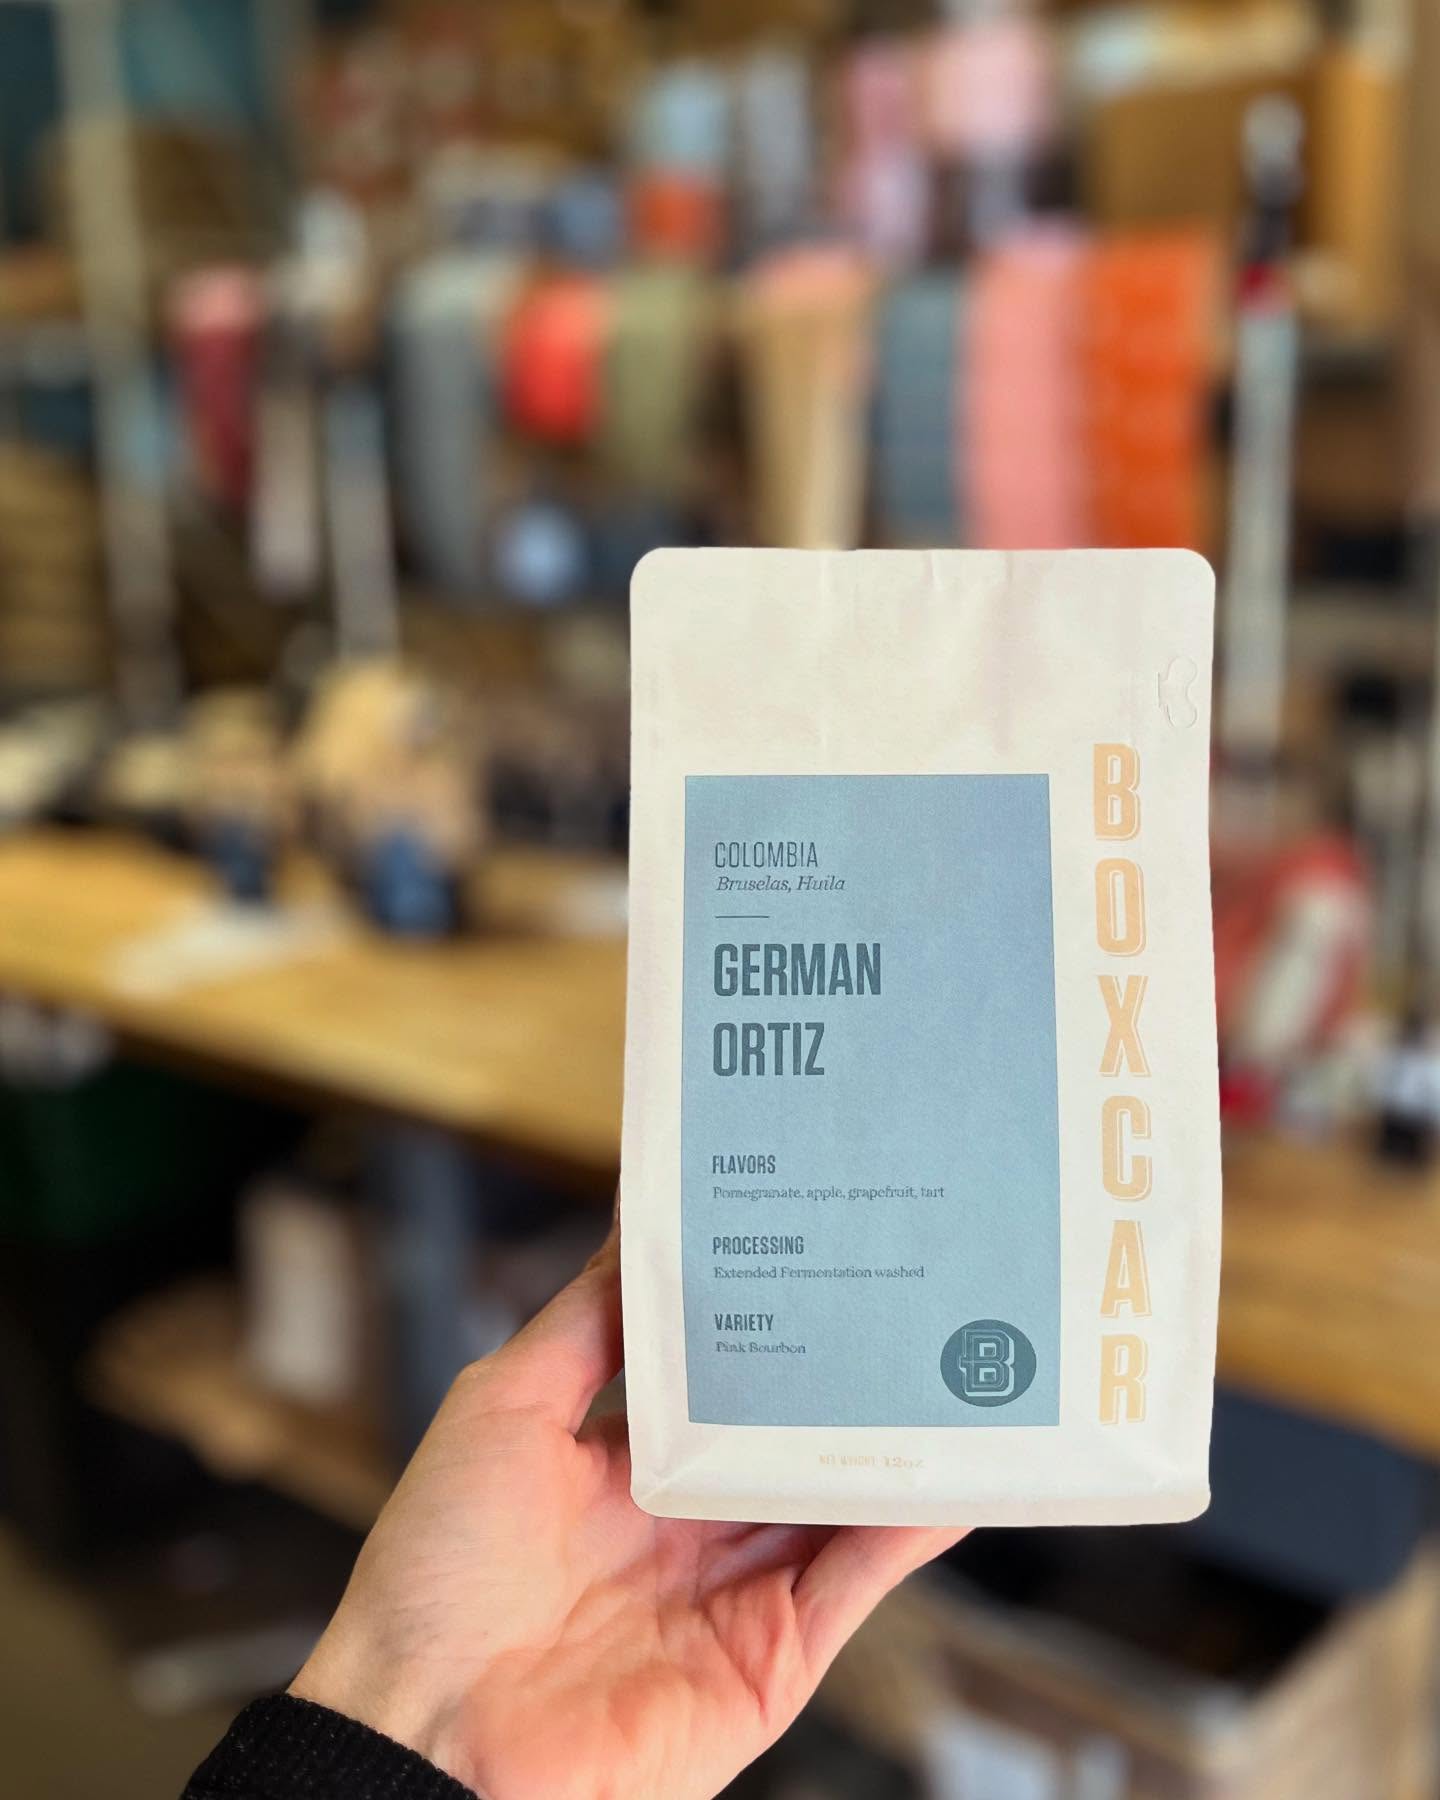 COLOMBIA
Bruselas, Huila
GERMAN
ORTIZ
FLAVORS
Pomegranate, apple, grapefruit, tart
PROCESSING
Extended Fermentation washed
VARIETY
Pink Bourbon
B
BOXCAR
NET WEIGHT 12oz